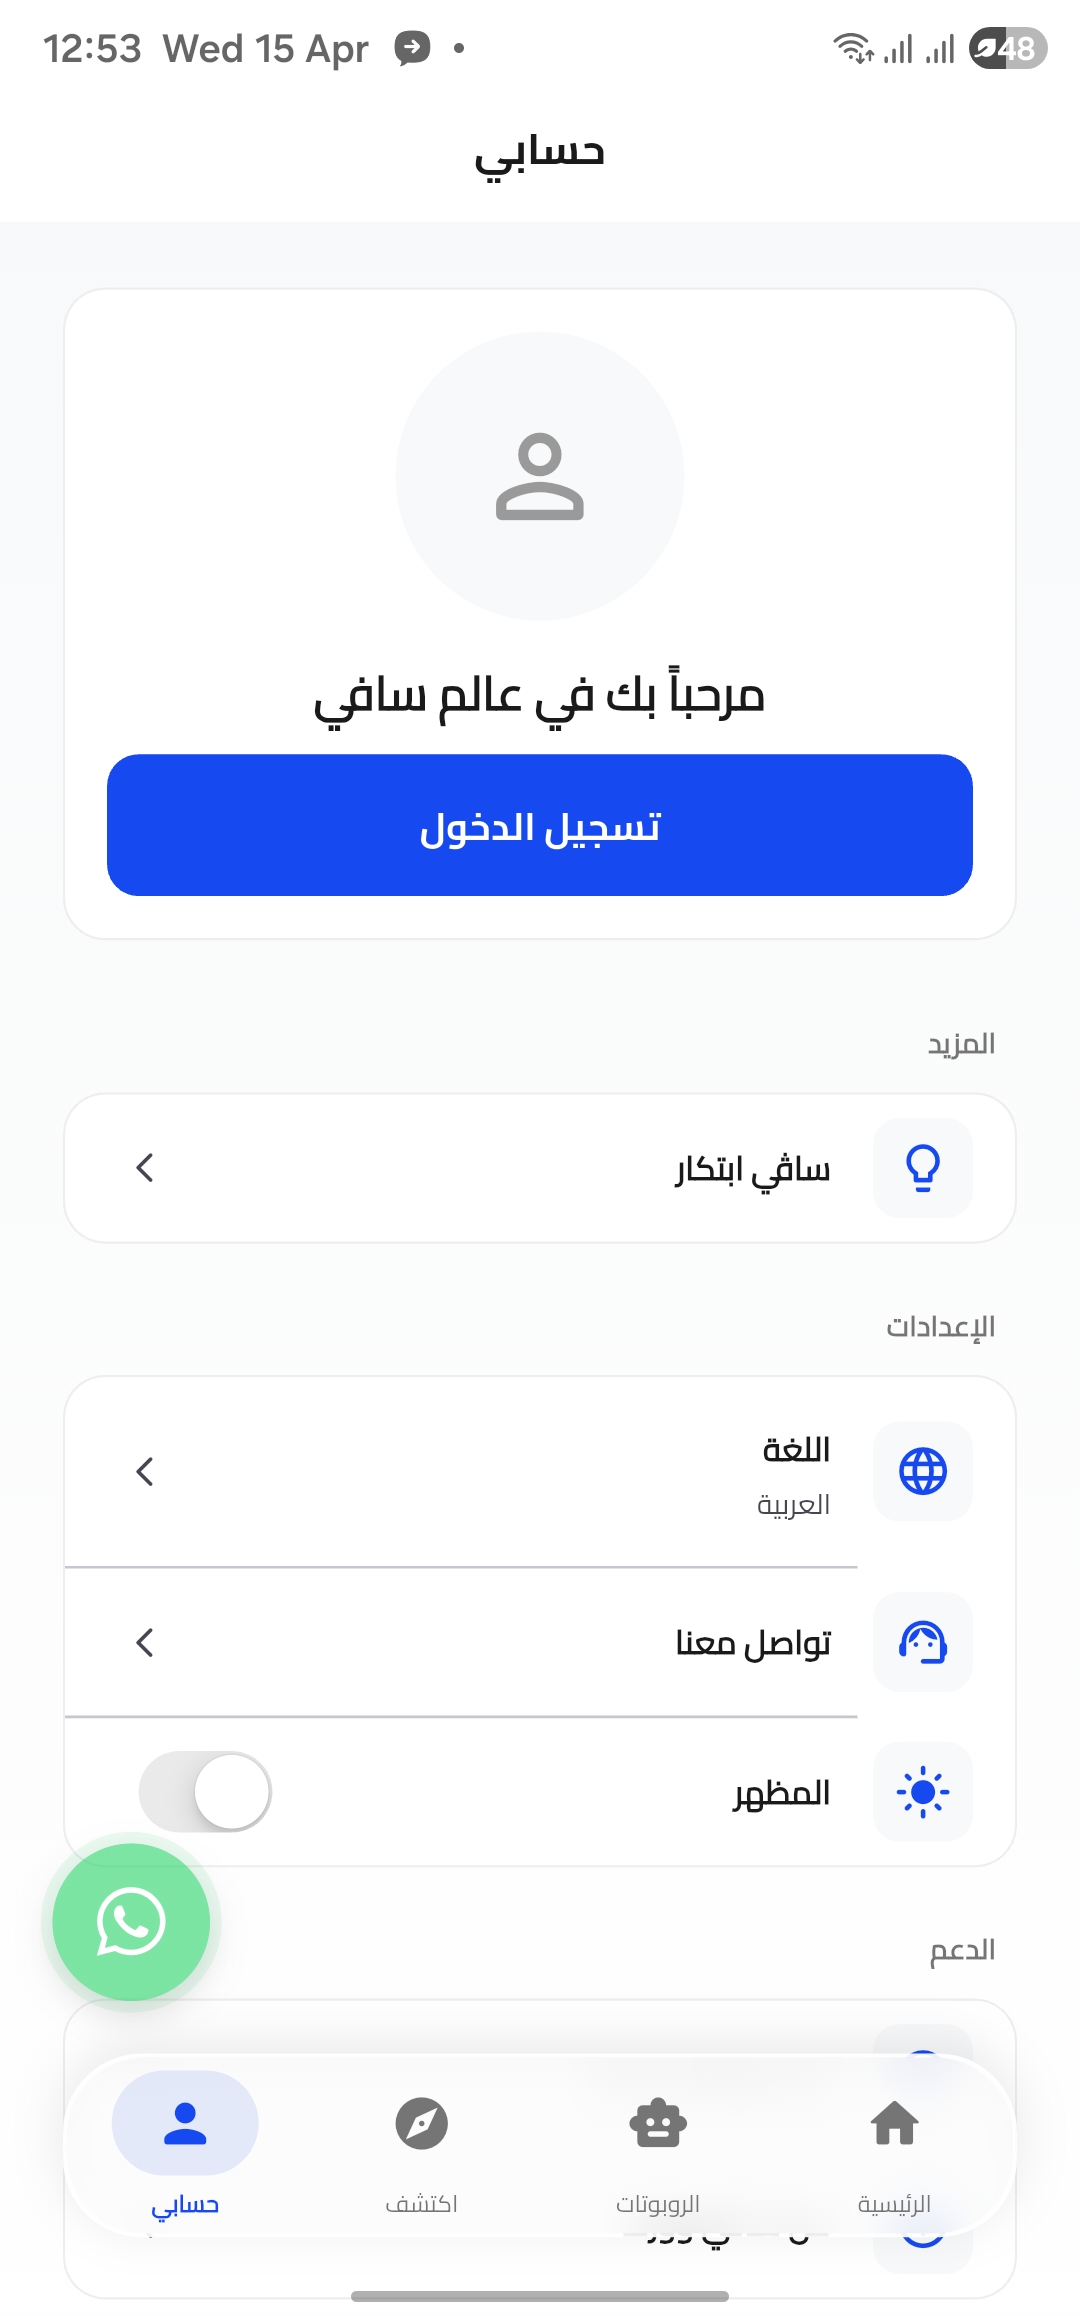 12:53 Wed 15 Apr
48
حسابي
مرحباً بك في عالم سافي
تسجيل الدخول
المزيد
ساڤي ابتكار
الإعدادات
اللغة
العربية
تواصل معنا
المظهر
الدعم
الرئيسية
الروبوتات
اكتشف
حسابي